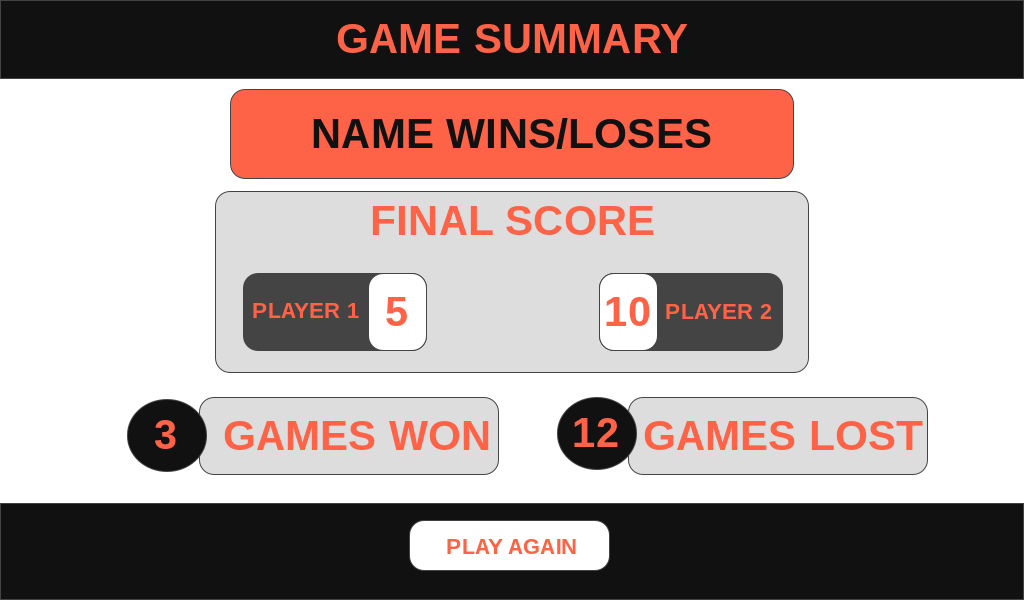 GAME SUMMARY
NAME WINS/LOSES
FINAL SCORE
PLAYER 1 5
10 PLAYER 2
3 GAMES WON
12 GAMES LOST
PLAY AGAIN